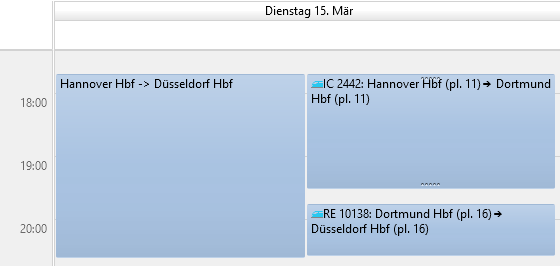 Dienstag 15. Mär
18:00
19:00
20:00
Hannover Hbf -> Düsseldorf Hbf
IC 2442: Hannover Hbf (pl. 11)→ Dortmund
Hbf (pl. 11)
RE 10138: Dortmund Hbf (pl. 16)→
Düsseldorf Hbf (pl. 16)